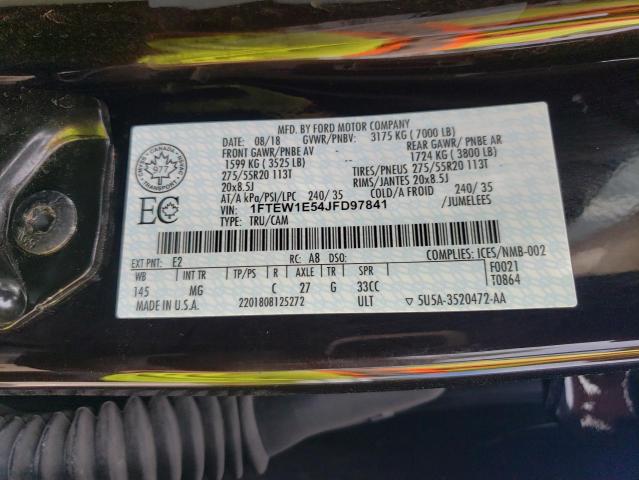 MFD. BY FORD MOTOR COMPANY
DATE: 08/18 GVWR/PNBV: 3175 KG ( 7000 LB)
FRONT GAWR/PNBE AV - REAR GAWR/ PNBE AR
1599 KG ( 3525 LB) - 1724 KG ( 3800 LB)
275/55R20 113T TIRES/PNEUS 275/55R20 113T
20x8.5J RIMS/JANTES 20x8.5J
AT/A kPa/PSI/LPC 240/ 35 COLD/A FROID 240/ 35
VIN: 1FTEW1E54JFD97841 /JUMELEES
TYPE: TRU/CAM
CANADA
977
TRANSPORT
EC
EXT PNT: E2 RC: A8 DSO: COMPLIES: ICES/NMB-002
WB INT TR TP/PS R AXLE TR SPR F0021
145 MG C 27 G 33CC T0864
MADE IN U.S.A. 2201808125272 ULT 5U5A-3520472-AA